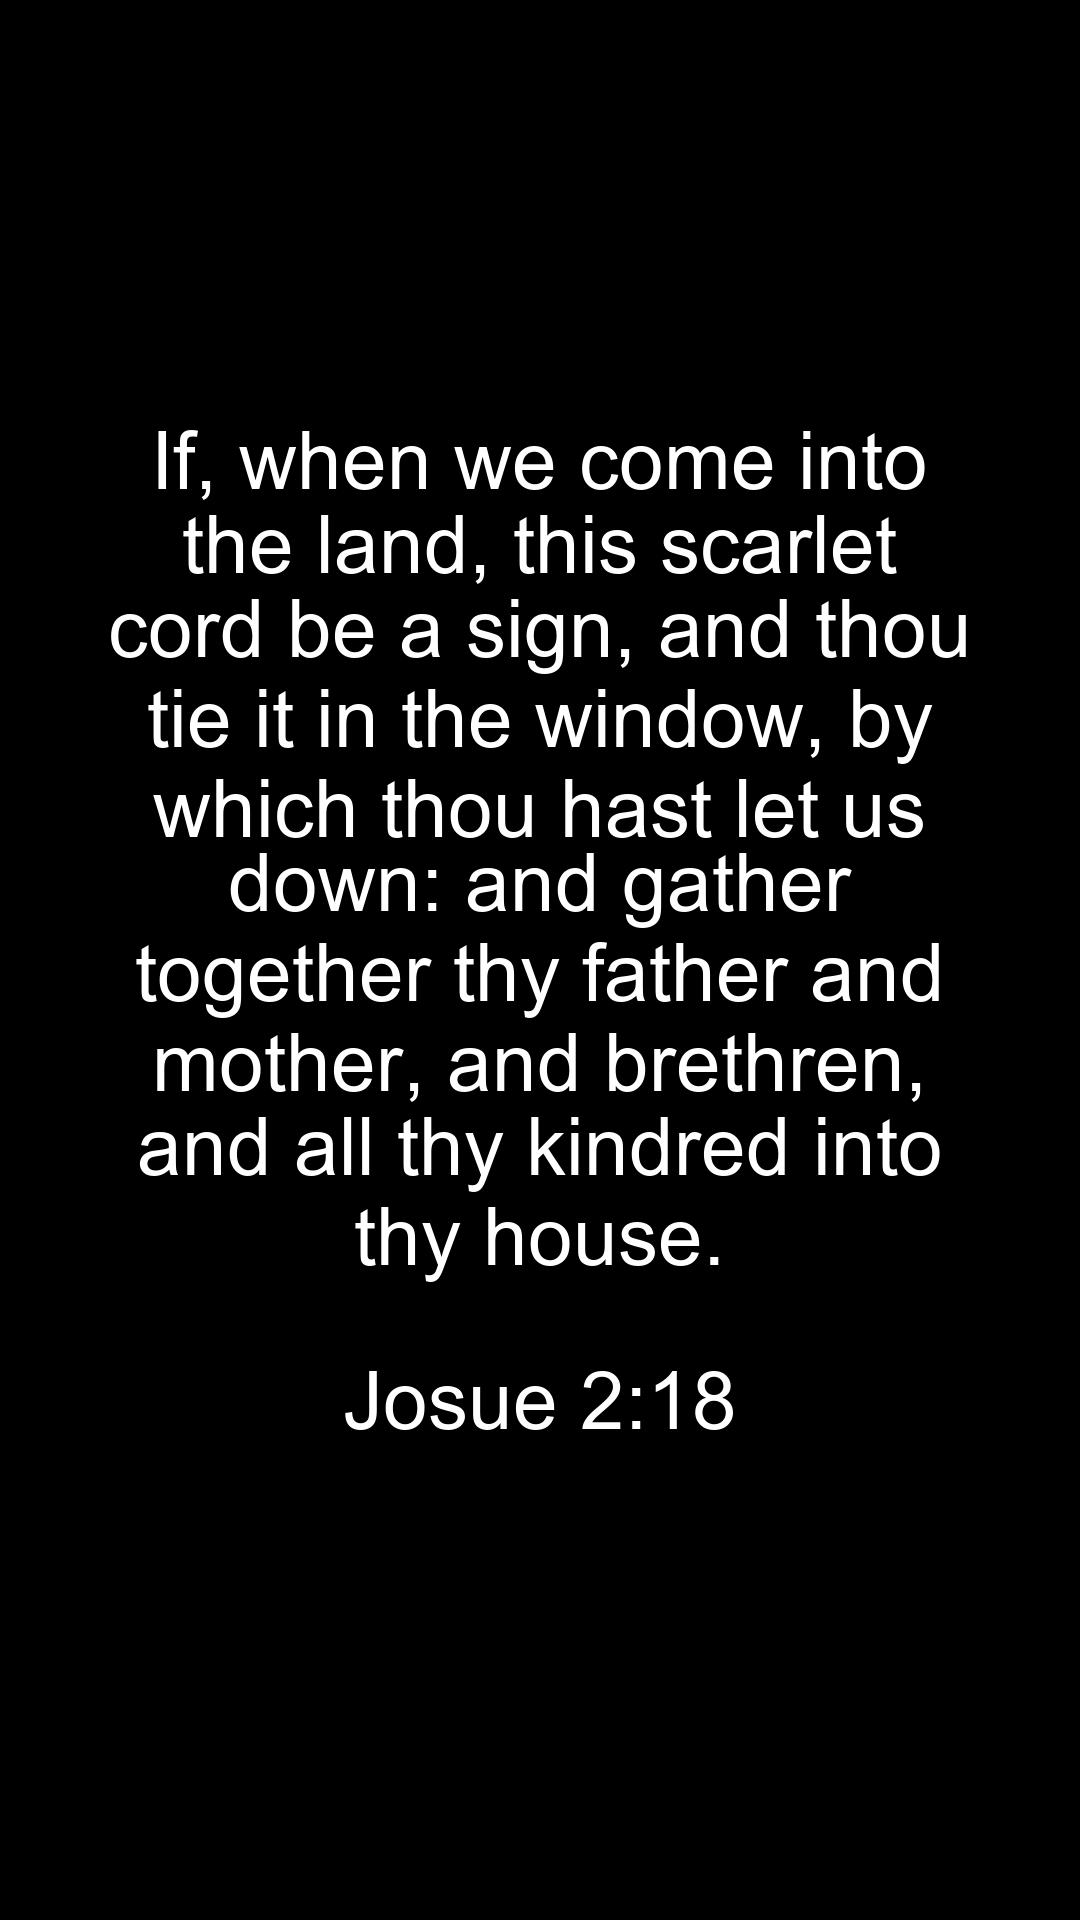 If, when we come into
the land, this scarlet
cord be a sign, and thou
tie it in the window, by
which thou hast let us
down: and gather
together thy father and
mother, and brethren,
and all thy kindred into
thy house.
Josue 2:18